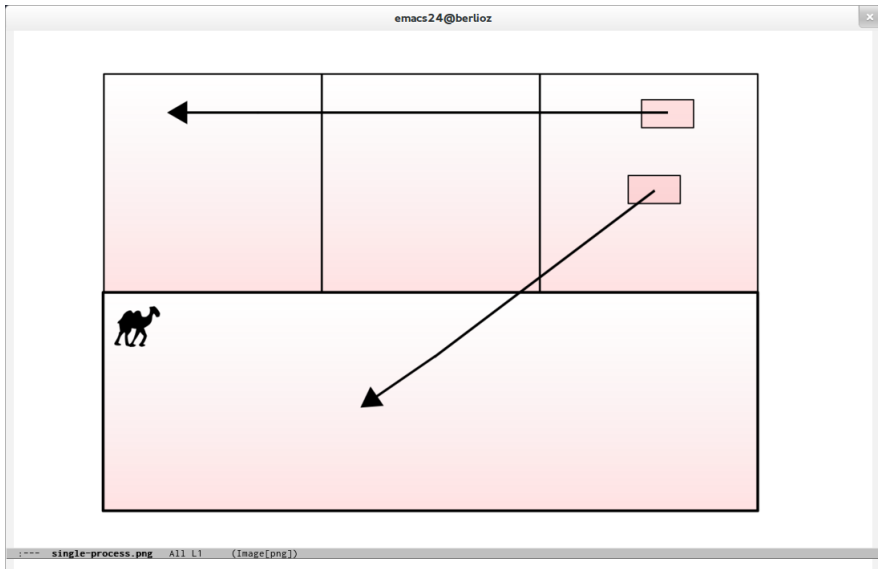 emacs24@berlioz
:--- single-process.png All L1 (Image[png])